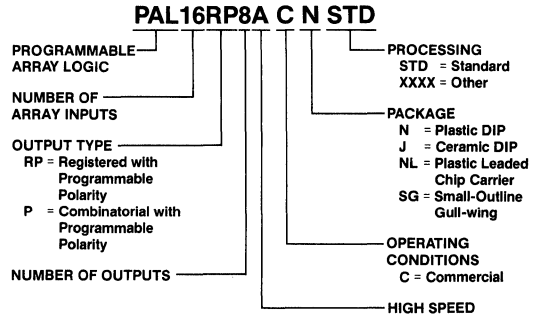 PAL16RP8A C N STD
PROGRAMMABLE
ARRAY LOGIC
NUMBER OF
ARRAY INPUTS
OUTPUT TYPE
RP = Registered with
Programmable
Polarity
P = Combinatorial with
Programmable
Polarity
NUMBER OF OUTPUTS
PROCESSING
STD = Standard
XXXX = Other
PACKAGE
N = Plastic DIP
J = Ceramic DIP
NL = Plastic Leaded
Chip Carrier
SG = Small-Outline
Gull-wing
OPERATING
CONDITIONS
C = Commercial
HIGH SPEED